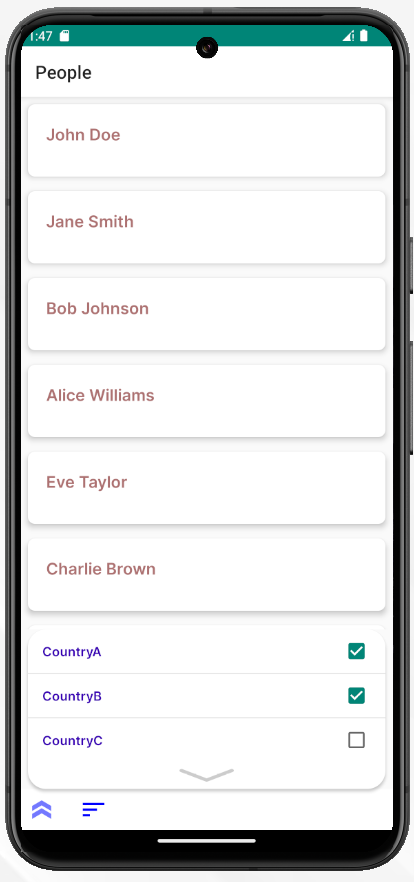 1:47
People
John Doe
Jane Smith
Bob Johnson
Alice Williams
Eve Taylor
Charlie Brown
CountryA
CountryB
CountryC